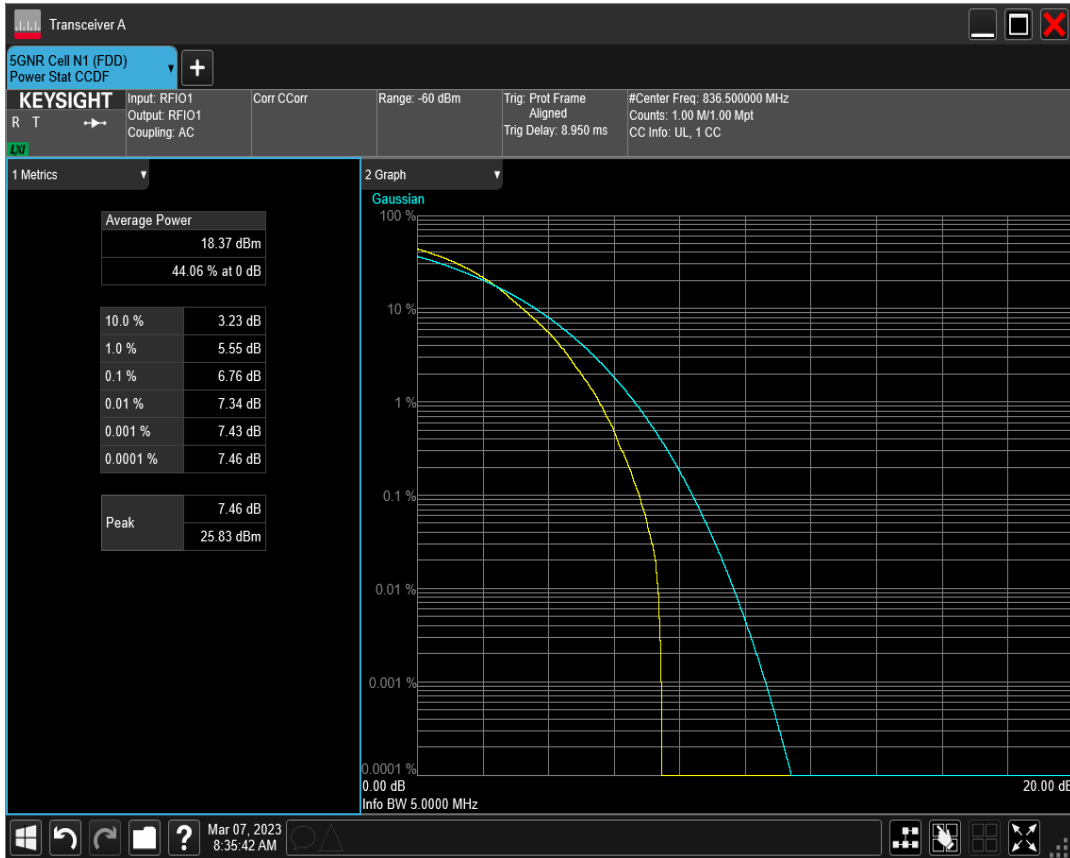 Transceiver A
5GNR Cell N1 (FDD)
Power Stat CCDF
+
KEYSIGHT
R T
LXI
Input: RFIO1
Output: RFIO1
Coupling: AC
Corr CCorr
Range: -60 dBm
Trig: Prot Frame
Aligned
Trig Delay: 8.950 ms
#Center Freq: 836.500000 MHz
Counts: 1.00 M/1.00 Mpt
CC Info: UL, 1 CC
1 Metrics
Average Power
18.37 dBm
44.06 % at 0 dB
10.0 % 3.23 dB
1.0 % 5.55 dB
0.1 % 6.76 dB
0.01 % 7.34 dB
0.001 % 7.43 dB
0.0001 % 7.46 dB
Peak
7.46 dB
25.83 dBm
2 Graph
Gaussian
100 %
10 %
1 %
0.1 %
0.01 %
0.001 %
0.0001 %
0.00 dB 20.00 dB
Info BW 5.0000 MHz
?
Mar 07, 2023
8:35:42 AM